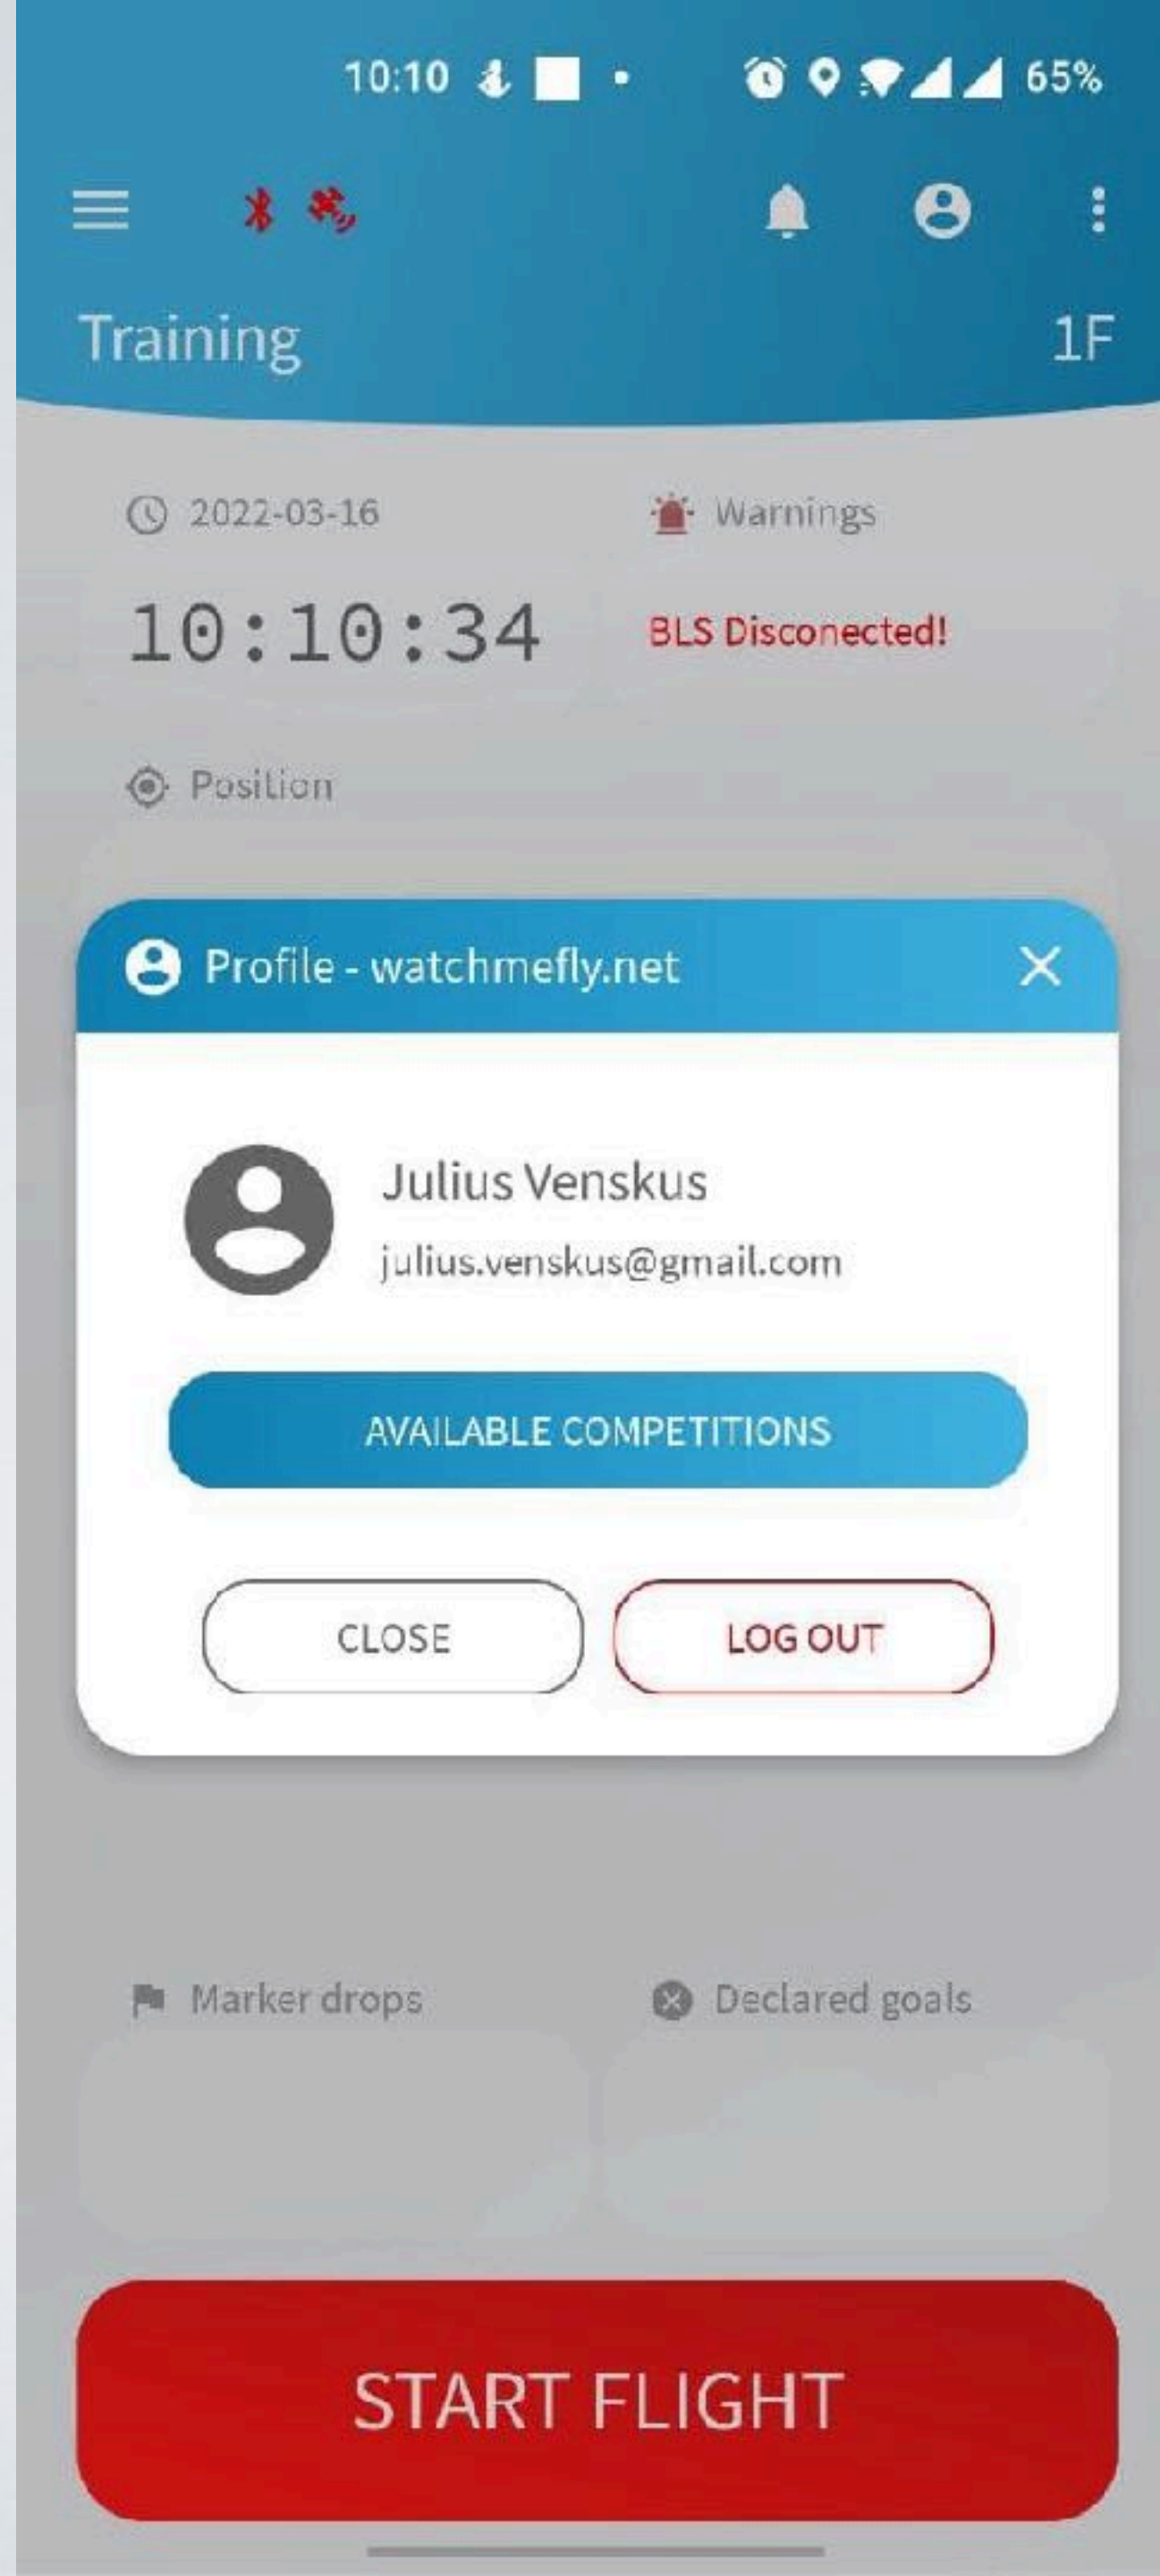 10:10 65%
Training 1F
2022-03-16 Warnings
10:10:34 BLS Disconected!
Position
Profile - watchmefly.net
Julius Venskus
julius.venskus@gmail.com
AVAILABLE COMPETITIONS
CLOSE LOG OUT
Marker drops Declared goals
START FLIGHT